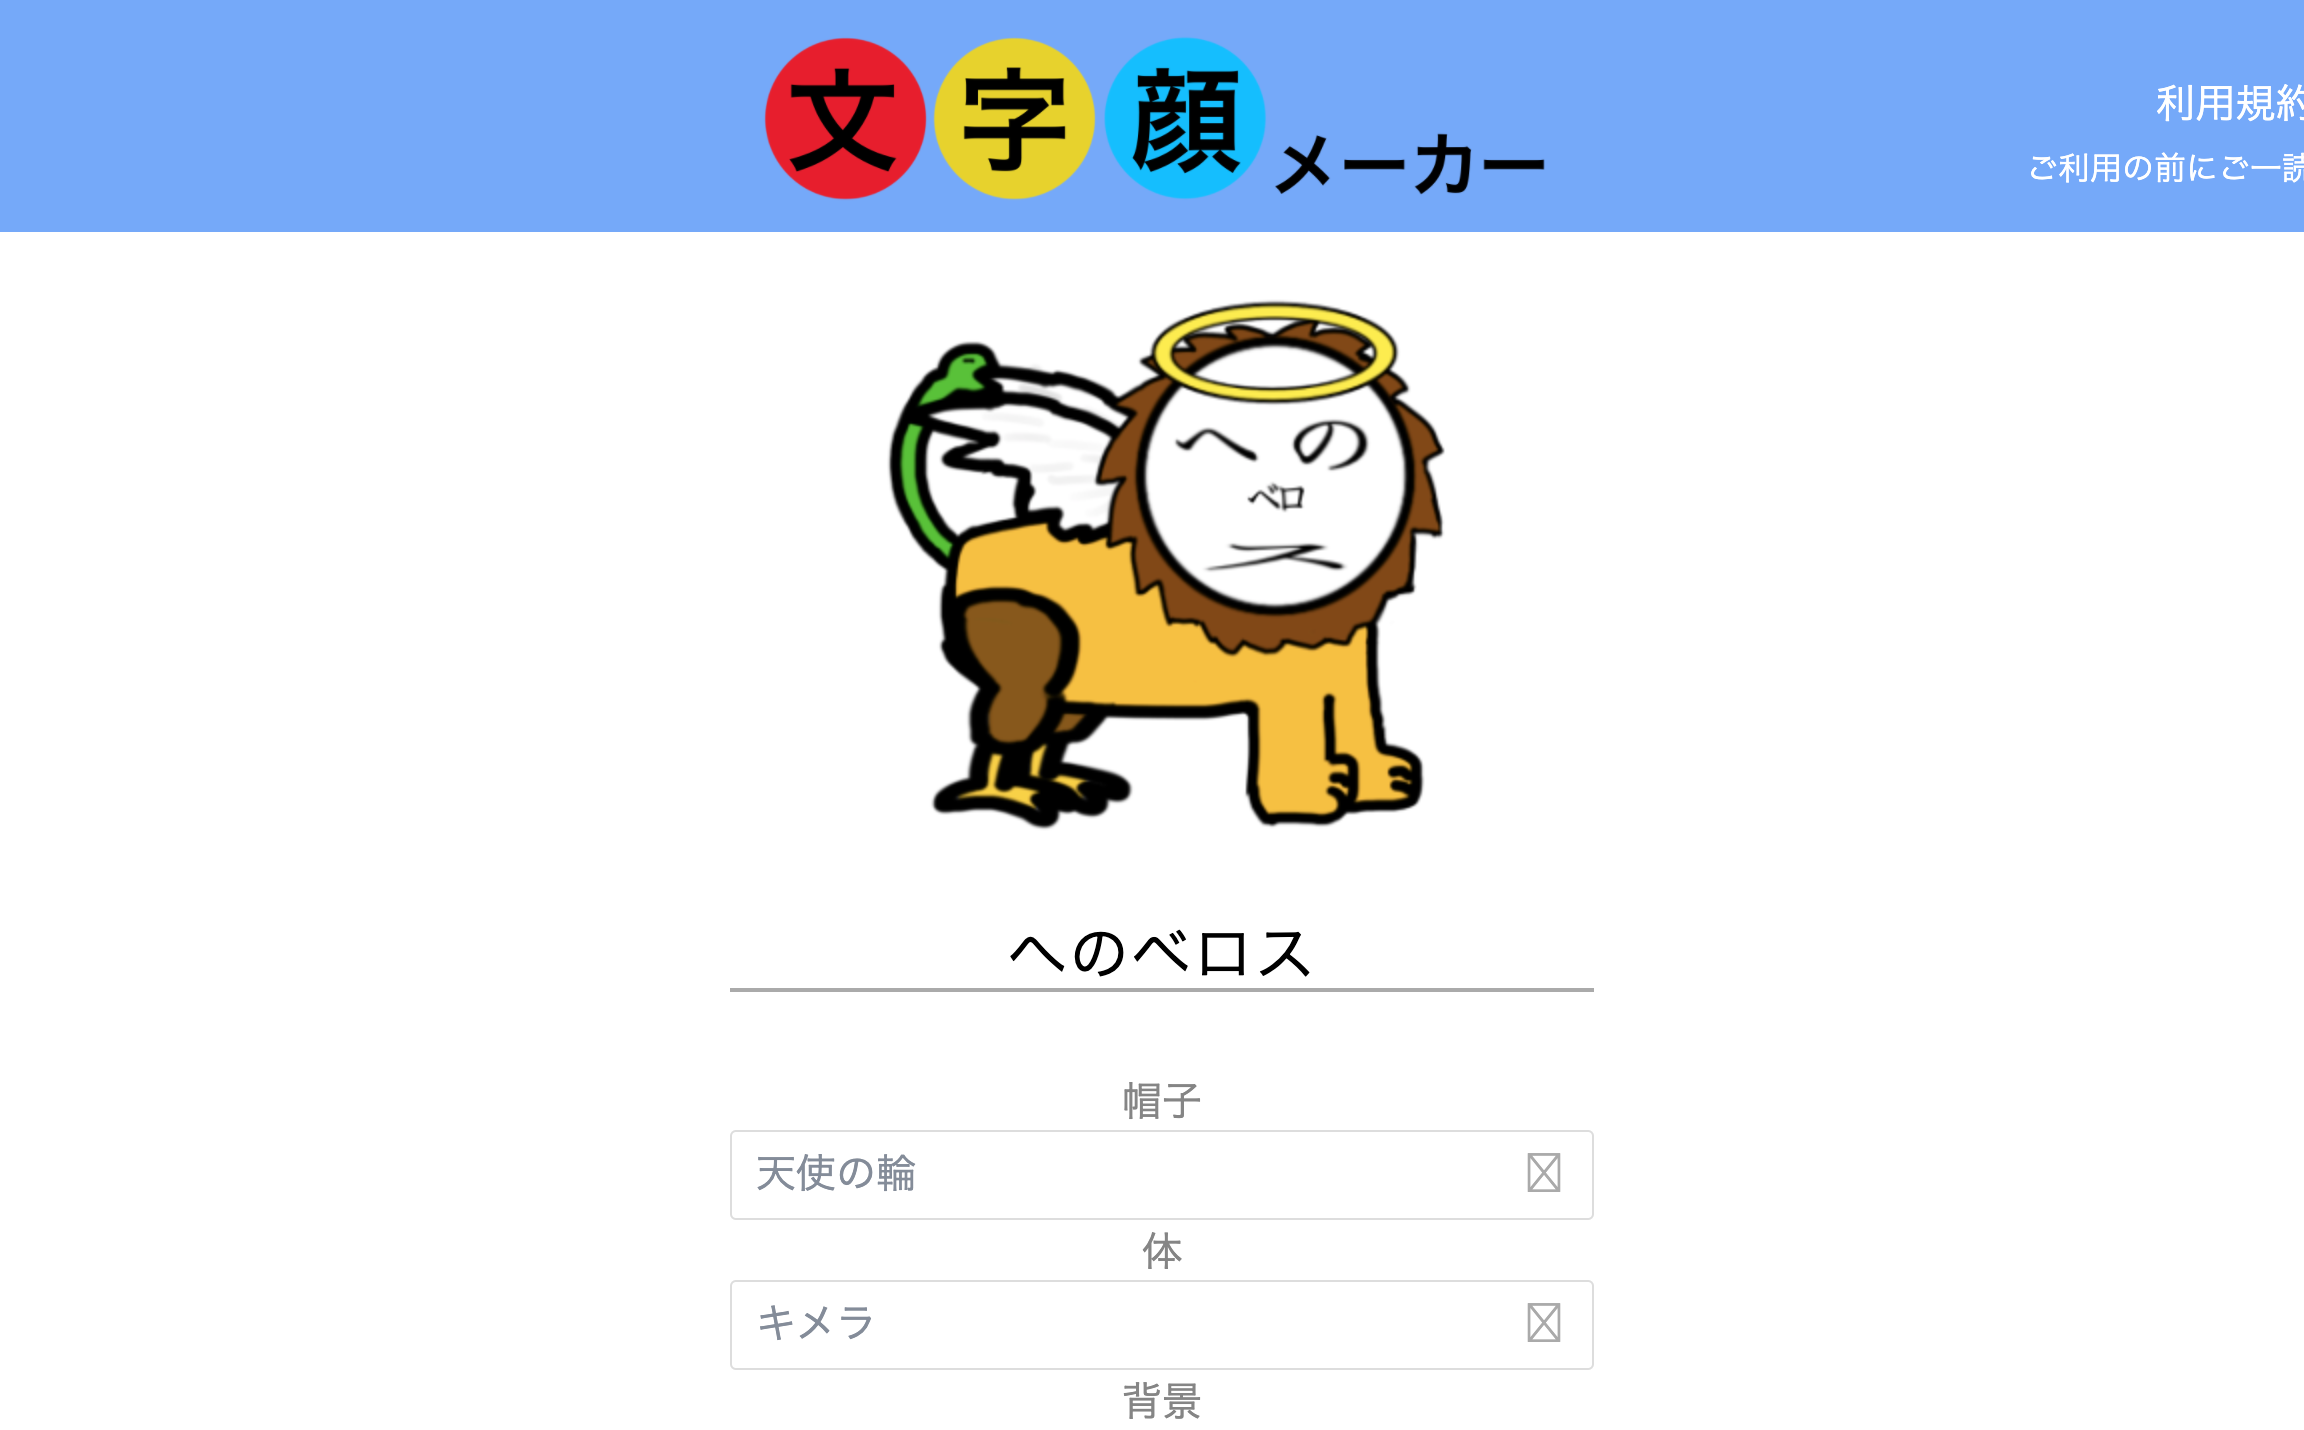 文字顔メーカー
利用規約
ご利用の前にご一読
へ の
ベロ
ス
へのベロス
帽子
天使の輪
体
キメラ
背景